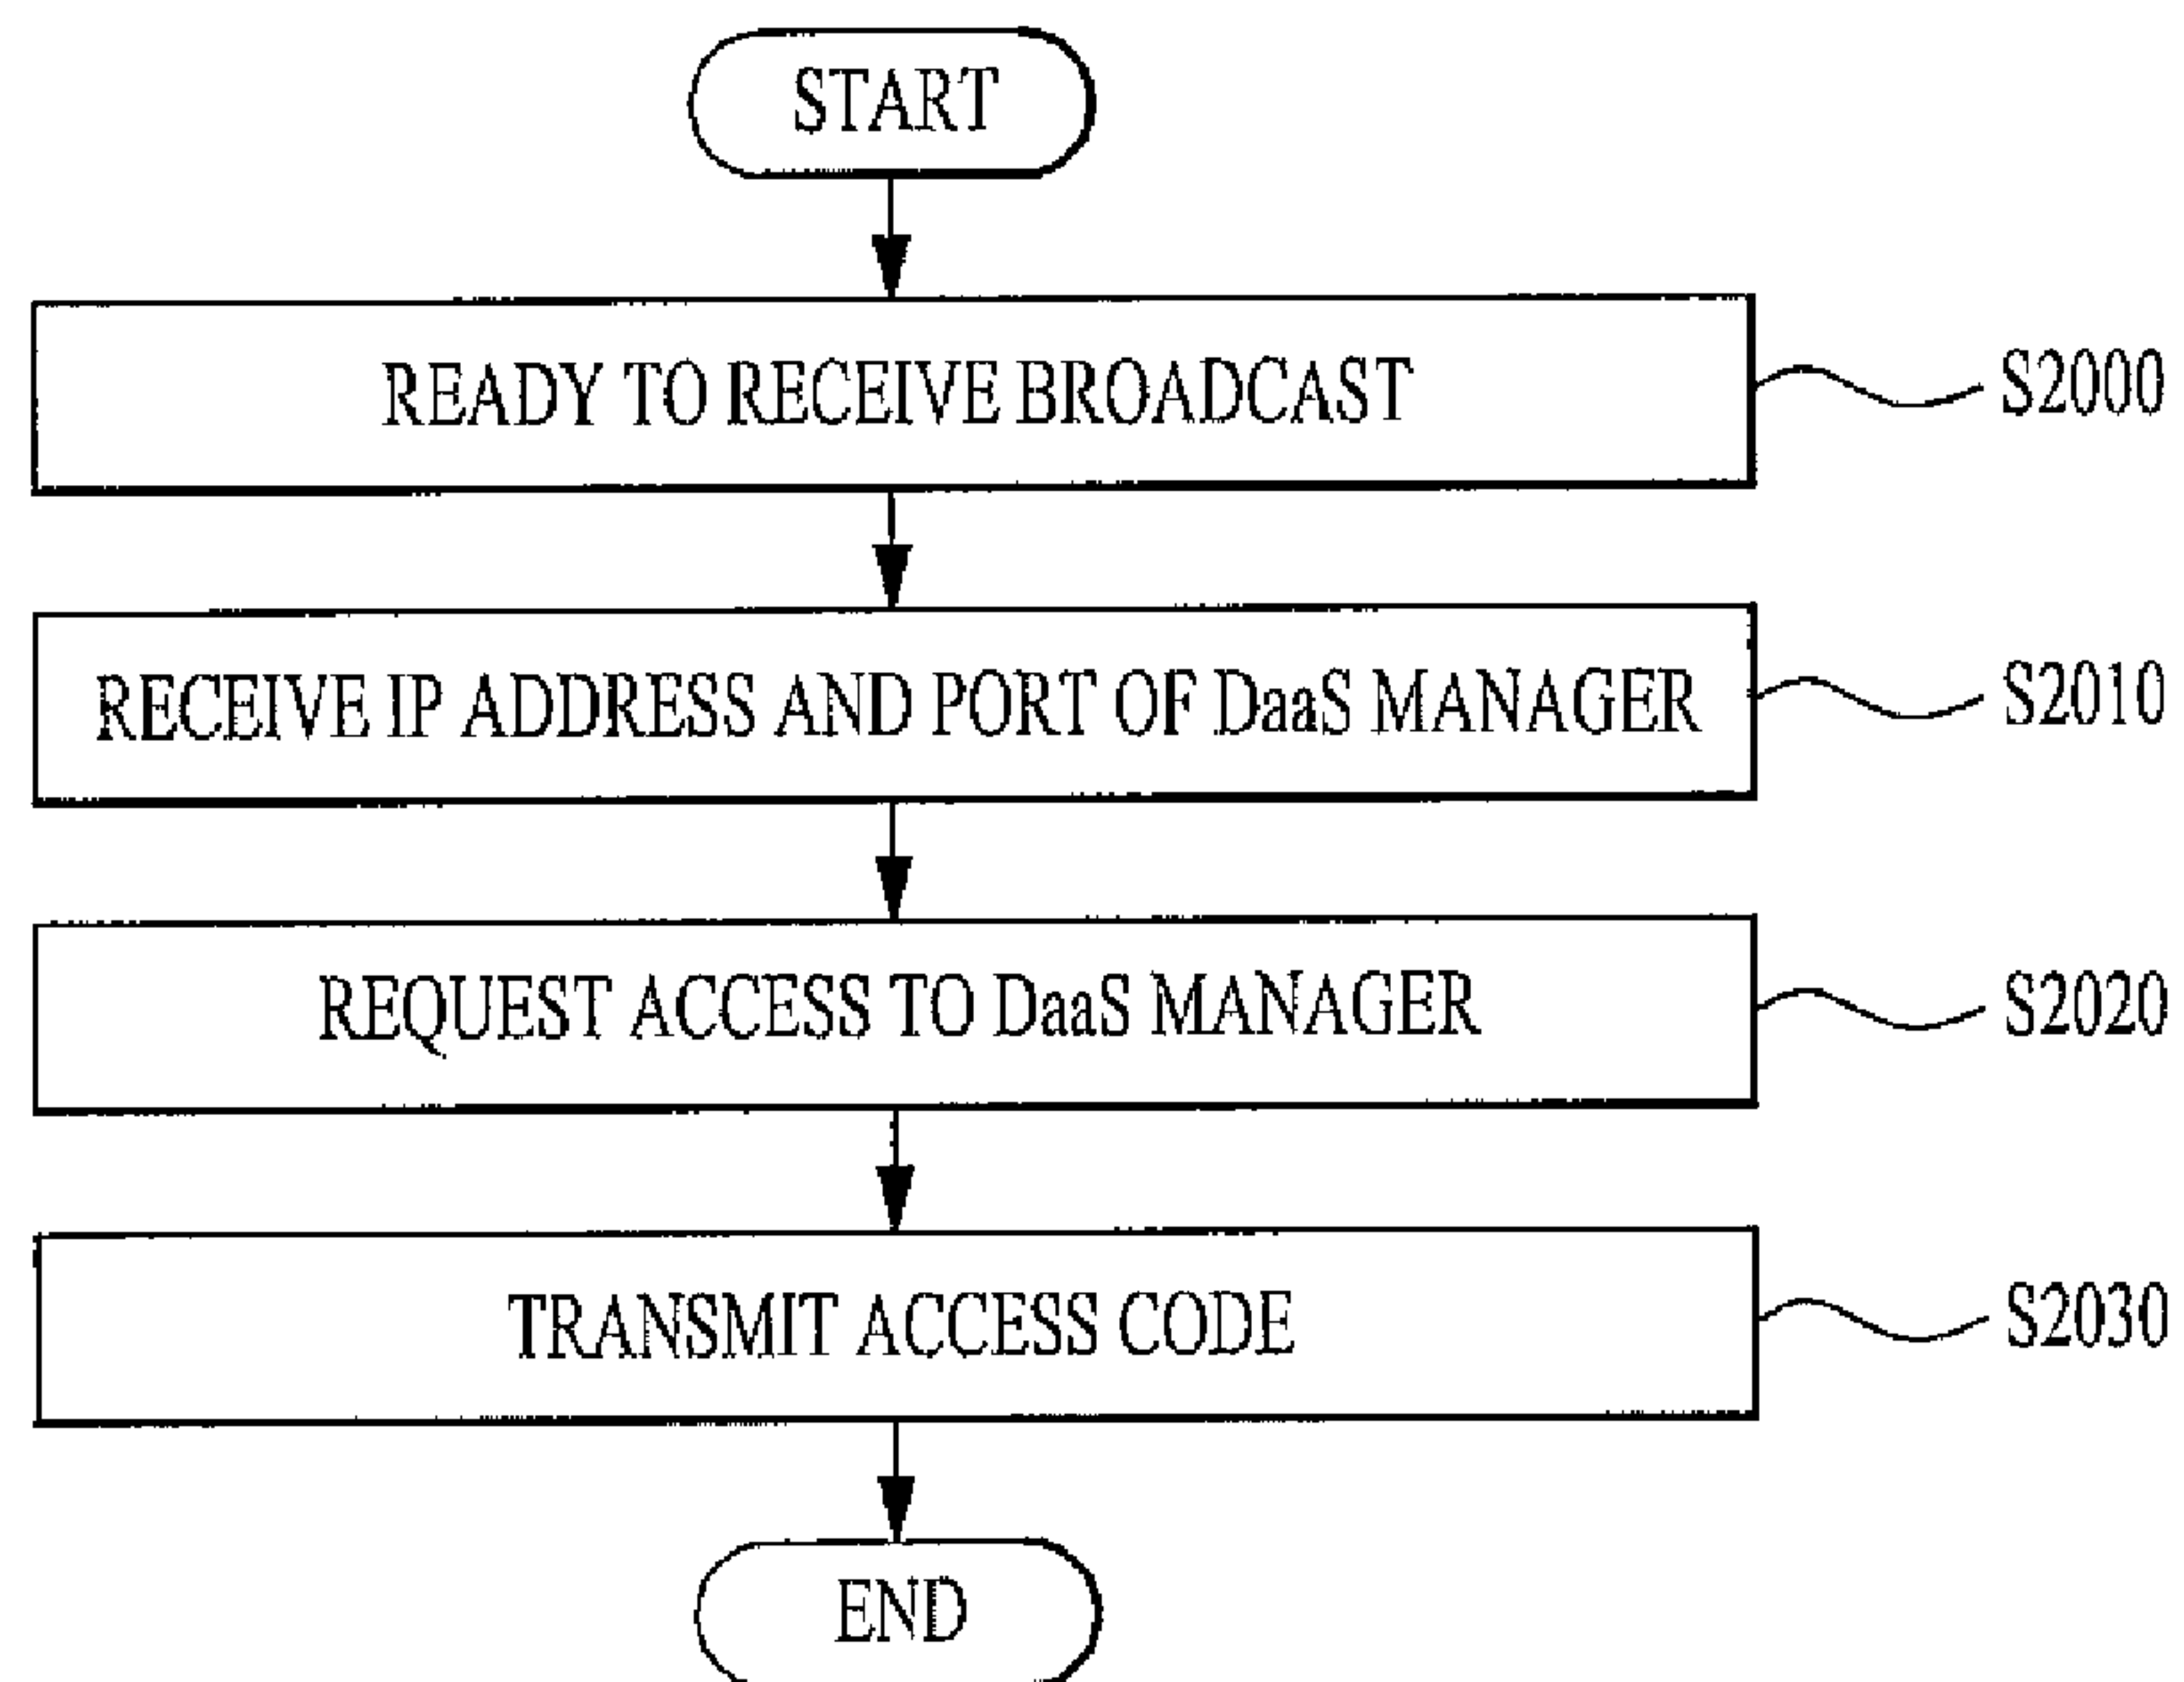 START
READY TO RECEIVE BROADCAST
S2000
RECEIVE IP ADDRESS AND PORT OF DaaS MANAGER
S2010
REQUEST ACCESS TO DaaS MANAGER
S2020
TRANSMIT ACCESS CODE
S2030
END